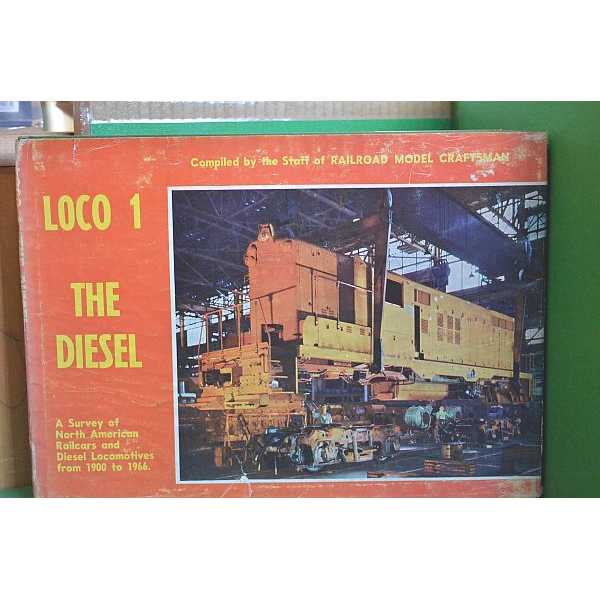 Compiled by the Staff of RAILROAD MODEL CRAFTSMAN
LOCO 1
THE
DIESEL
A Survey of
North American
Railcars and
Diesel Locomotives
from 1900 to 1966.